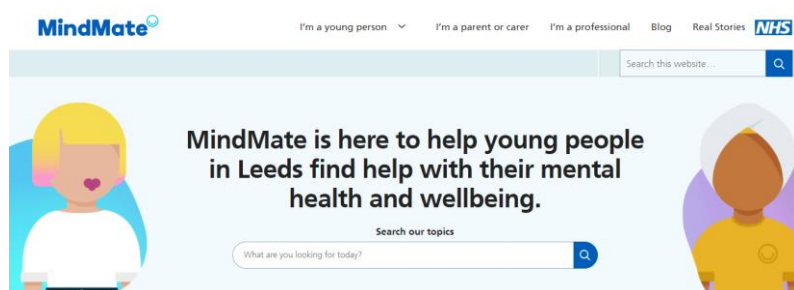 MindMate
I'm a young person
I'm a parent or carer
I'm a professional
Blog
Real Stories
NHS
Search this website...
MindMate is here to help young people
in Leeds find help with their mental
health and wellbeing.
Search our topics
What are you looking for today?